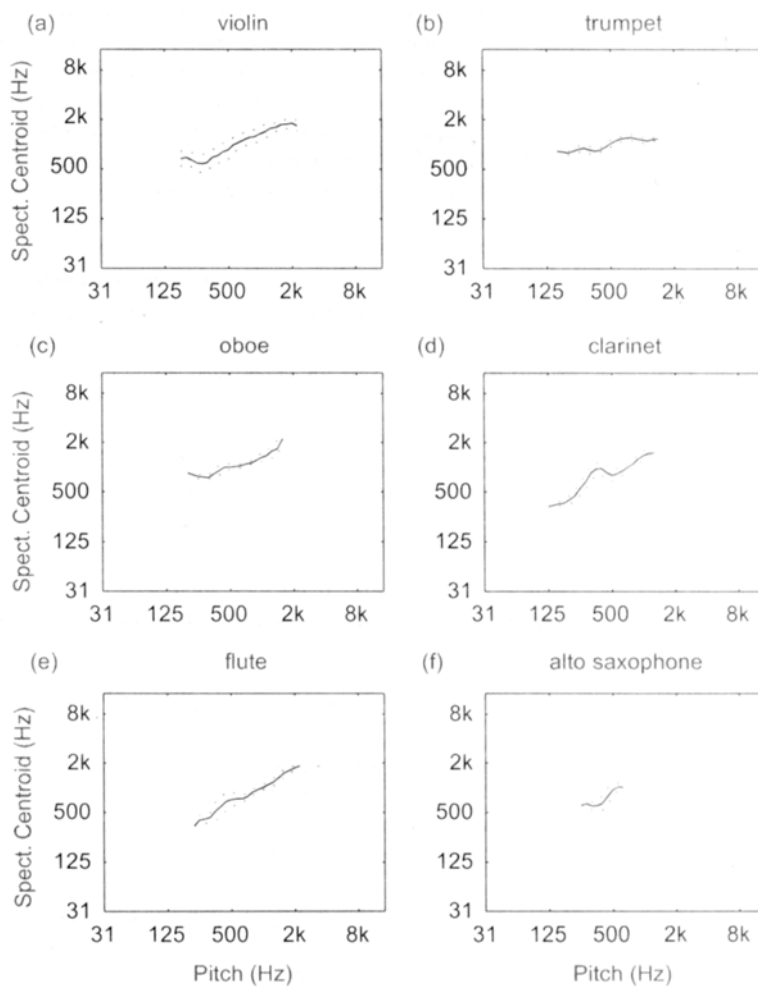 (a) violin
Spect. Centroid (Hz)
8k
2k
500
125
31
31 125 500 2k 8k
(b) trumpet
8k
2k
500
125
31
31 125 500 2k 8k
(c) oboe
Spect. Centroid (Hz)
8k
2k
500
125
31
31 125 500 2k 8k
(d) clarinet
8k
2k
500
125
31
31 125 500 2k 8k
(e) flute
Spect. Centroid (Hz)
8k
2k
500
125
31
31 125 500 2k 8k
Pitch (Hz)
(f) alto saxophone
8k
2k
500
125
31
31 125 500 2k 8k
Pitch (Hz)